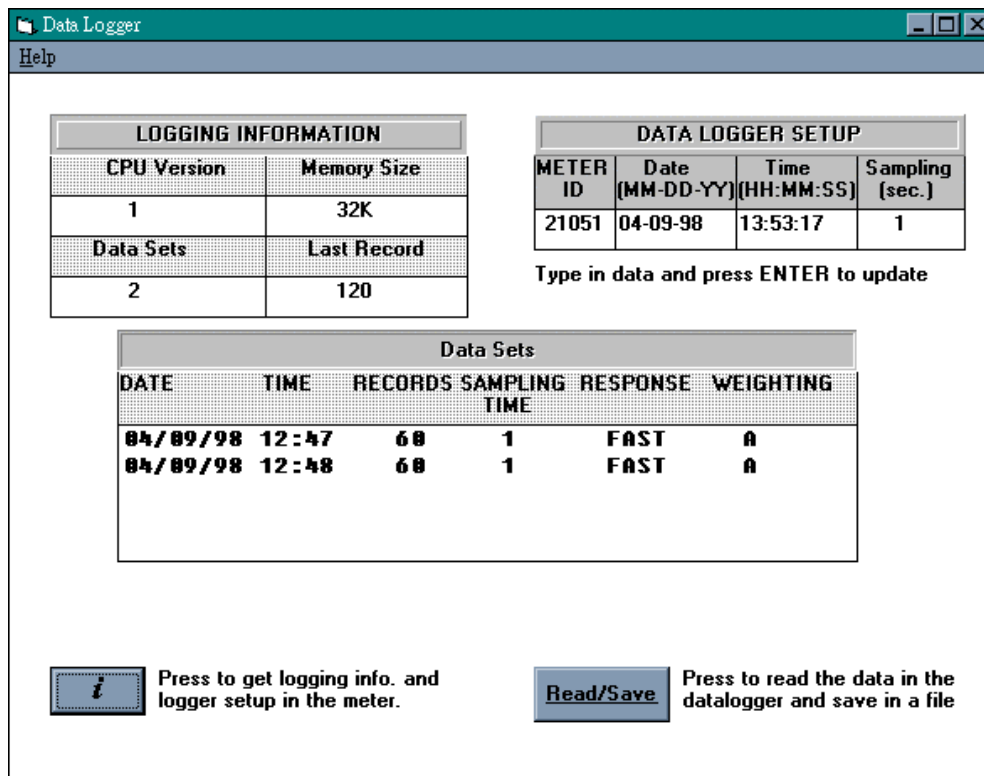 Data Logger
Help
LOGGING INFORMATION
CPU Version Memory Size
1 32K
Data Sets Last Record
2 120
DATA LOGGER SETUP
METER ID Date (MM-DD-YY) Time (HH:MM:SS) Sampling (sec.)
21051 04-09-98 13:53:17 1
Type in data and press ENTER to update
Data Sets
DATE TIME RECORDS SAMPLING TIME RESPONSE WEIGHTING
04/09/98 12:47 60 1 FAST A
04/09/98 12:48 60 1 FAST A
i
Press to get logging info. and
logger setup in the meter.
Read/Save
Press to read the data in the
datalogger and save in a file